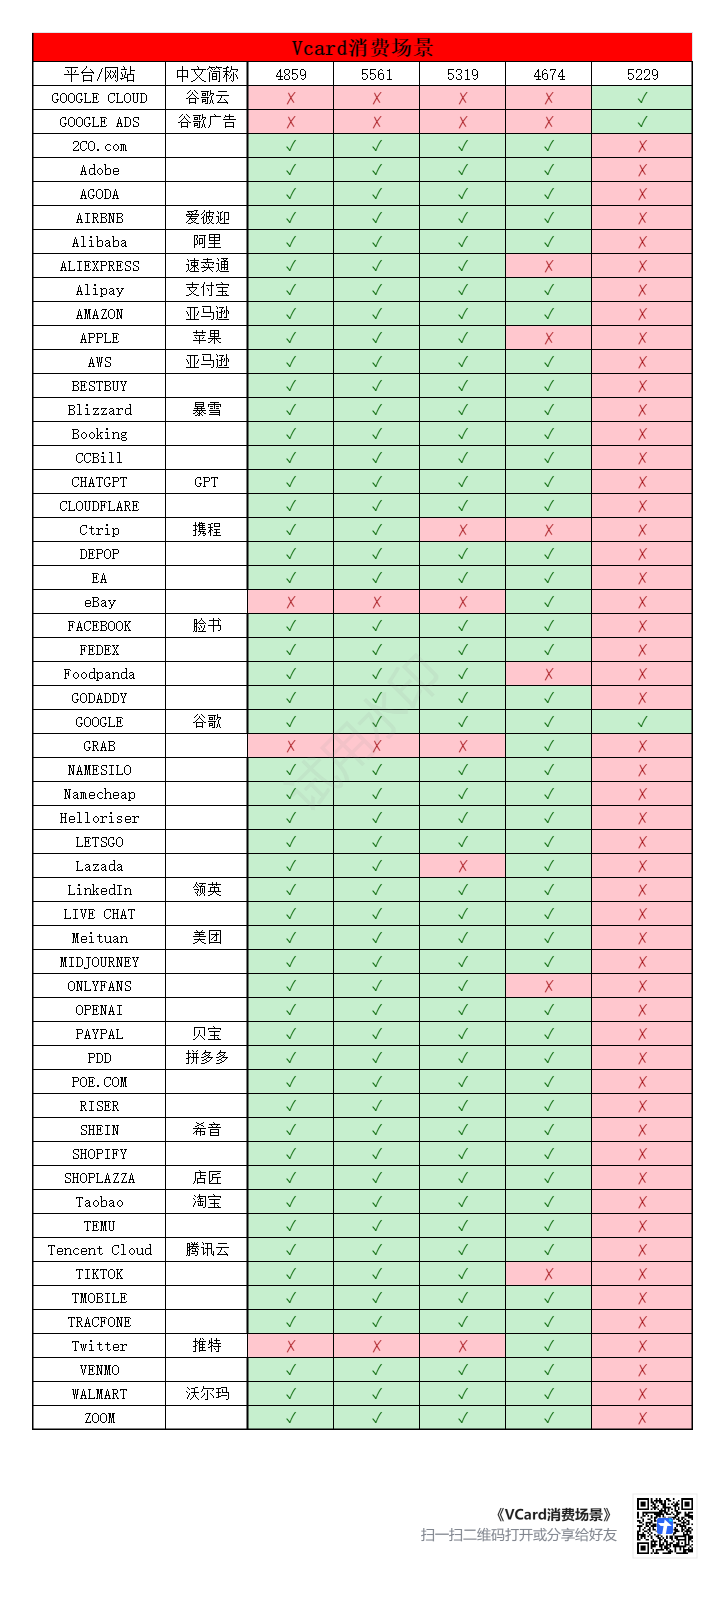 Vcard消费场景
平台/网站 中文简称 4859 5561 5319 4674 5229
GOOGLE CLOUD 谷歌云 ✗ ✗ ✗ ✗ ✓
GOOGLE ADS 谷歌广告 ✗ ✗ ✗ ✗ ✓
2CO.com ✓ ✓ ✓ ✓ ✗
Adobe ✓ ✓ ✓ ✓ ✗
AGODA ✓ ✓ ✓ ✓ ✗
AIRBNB 爱彼迎 ✓ ✓ ✓ ✓ ✗
Alibaba 阿里 ✓ ✓ ✓ ✓ ✗
ALIEXPRESS 速卖通 ✓ ✓ ✓ ✗ ✗
Alipay 支付宝 ✓ ✓ ✓ ✓ ✗
AMAZON 亚马逊 ✓ ✓ ✓ ✓ ✗
APPLE 苹果 ✓ ✓ ✓ ✗ ✗
AWS 亚马逊 ✓ ✓ ✓ ✓ ✗
BESTBUY ✓ ✓ ✓ ✓ ✗
Blizzard 暴雪 ✓ ✓ ✓ ✓ ✗
Booking ✓ ✓ ✓ ✓ ✗
CCBill ✓ ✓ ✓ ✓ ✗
CHATGPT GPT ✓ ✓ ✓ ✓ ✗
CLOUDFLARE ✓ ✓ ✓ ✓ ✗
Ctrip 携程 ✓ ✓ ✗ ✗ ✗
DEPOP ✓ ✓ ✓ ✓ ✗
EA ✓ ✓ ✓ ✓ ✗
eBay ✗ ✗ ✗ ✓ ✗
FACEBOOK 脸书 ✓ ✓ ✓ ✓ ✗
FEDEX ✓ ✓ ✓ ✓ ✗
Foodpanda ✓ ✓ ✓ ✗ ✗
GODADDY ✓ ✓ ✓ ✓ ✗
GOOGLE 谷歌 ✓ ✓ ✓ ✓ ✓
GRAB ✗ ✗ ✗ ✓ ✗
NAMESILO ✓ ✓ ✓ ✓ ✗
Namecheap ✓ ✓ ✓ ✓ ✗
Helloriser ✓ ✓ ✓ ✓ ✗
LETSGO ✓ ✓ ✓ ✓ ✗
Lazada ✓ ✓ ✗ ✓ ✗
LinkedIn 领英 ✓ ✓ ✓ ✓ ✗
LIVE CHAT ✓ ✓ ✓ ✓ ✗
Meituan 美团 ✓ ✓ ✓ ✓ ✗
MIDJOURNEY ✓ ✓ ✓ ✓ ✗
ONLYFANS ✓ ✓ ✓ ✗ ✗
OPENAI ✓ ✓ ✓ ✓ ✗
PAYPAL 贝宝 ✓ ✓ ✓ ✓ ✗
PDD 拼多多 ✓ ✓ ✓ ✓ ✗
POE.COM ✓ ✓ ✓ ✓ ✗
RISER ✓ ✓ ✓ ✓ ✗
SHEIN 希音 ✓ ✓ ✓ ✓ ✗
SHOPIFY ✓ ✓ ✓ ✓ ✗
SHOPLAZZA 店匠 ✓ ✓ ✓ ✓ ✗
Taobao 淘宝 ✓ ✓ ✓ ✓ ✗
TEMU ✓ ✓ ✓ ✓ ✗
Tencent Cloud 腾讯云 ✓ ✓ ✓ ✓ ✗
TIKTOK ✓ ✓ ✓ ✗ ✗
TMOBILE ✓ ✓ ✓ ✓ ✗
TRACFONE ✓ ✓ ✓ ✓ ✗
Twitter 推特 ✗ ✗ ✗ ✓ ✗
VENMO ✓ ✓ ✓ ✓ ✗
WALMART 沃尔玛 ✓ ✓ ✓ ✓ ✗
ZOOM ✓ ✓ ✓ ✓ ✗
试用水印
《VCard消费场景》
扫一扫二维码打开或分享给好友